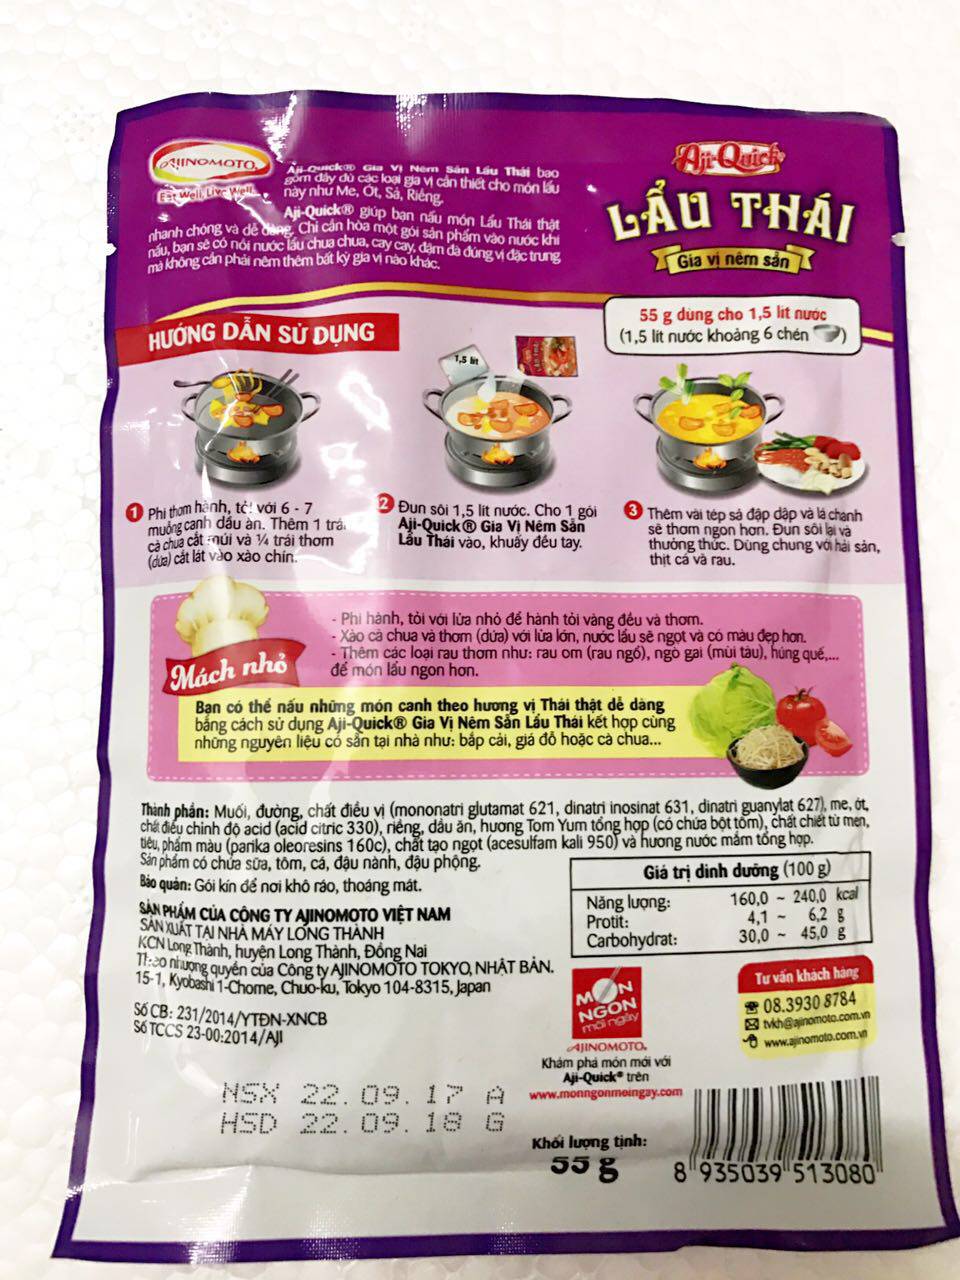 AJINOMOTO®
Eat Well, Live Well.
Aji-Quick® Gia Vị Nêm Sẵn Lẩu Thái bao
gồm đầy đủ các loại gia vị cần thiết cho món lẩu
này như Me, Ớt, Sả, Riềng.
Aji-Quick® giúp bạn nấu món Lẩu Thái thật
nhanh chóng và dễ dàng. Chỉ cần hòa một gói sản phẩm vào nước khi
nấu, bạn sẽ có nồi nước lẩu chua chua, cay cay, đậm đà đúng vị đặc trưng
mà không cần phải nêm thêm bất kỳ gia vị nào khác.
Aji-Quick
LẨU THÁI
Gia vị nêm sẵn
55 g dùng cho 1,5 lít nước
(1,5 lít nước khoảng 6 chén )
HƯỚNG DẪN SỬ DỤNG
1,5 lít
1 Phi thơm hành, tỏi với 6 - 7
muỗng canh dầu ăn. Thêm 1 trái
cà chua cắt múi và ¼ trái thơm
(dứa) cắt lát vào xào chín.
2 Đun sôi 1,5 lít nước. Cho 1 gói
Aji-Quick® Gia Vị Nêm Sẵn
Lẩu Thái vào, khuấy đều tay.
3 Thêm vài tép sả đập dập và lá chanh
sẽ thơm ngon hơn. Đun sôi lại và
thưởng thức. Dùng chung với hải sản,
thịt cá và rau.
Mách nhỏ
- Phi hành, tỏi với lửa nhỏ để hành tỏi vàng đều và thơm.
- Xào cà chua và thơm (dứa) với lửa lớn, nước lẩu sẽ ngọt và có màu đẹp hơn.
- Thêm các loại rau thơm như: rau om (rau ngổ), ngò gai (mùi tàu), húng quế,...
để món lẩu ngon hơn.
Bạn có thể nấu những món canh theo hương vị Thái thật dễ dàng
bằng cách sử dụng Aji-Quick® Gia Vị Nêm Sẵn Lẩu Thái kết hợp cùng
những nguyên liệu có sẵn tại nhà như: bắp cải, giá đỗ hoặc cà chua...
Thành phần: Muối, đường, chất điều vị (mononatri glutamat 621, dinatri inosinat 631, dinatri guanylat 627), me, ớt,
chất điều chỉnh độ acid (acid citric 330), riềng, dầu ăn, hương Tom Yum tổng hợp (có chứa bột tôm), chất chiết từ men,
tiêu, phẩm màu (parika oleoresins 160c), chất tạo ngọt (acesulfam kali 950) và hương nước mắm tổng hợp.
Sản phẩm có chứa sữa, tôm, cá, đậu nành, đậu phộng.
Bảo quản: Gói kín để nơi khô ráo, thoáng mát.
Giá trị dinh dưỡng (100 g)
Năng lượng: 160,0 ~ 240,0 kcal
Protit: 4,1 ~ 6,2 g
Carbohydrat: 30,0 ~ 45,0 g
SẢN PHẨM CỦA CÔNG TY AJINOMOTO VIỆT NAM
SẢN XUẤT TẠI NHÀ MÁY LONG THÀNH
KCN Long Thành, huyện Long Thành, Đồng Nai
Theo nhượng quyền của Công ty AJINOMOTO TOKYO, NHẬT BẢN.
15-1, Kyobashi 1-Chome, Chuo-ku, Tokyo 104-8315, Japan
Số CB: 231/2014/YTĐN-XNCB
Số TCCS 23-00:2014/AJI
MÓN
NGON
mỗi ngày
AJINOMOTO®
Khám phá món mới với
Aji-Quick® trên
www.monngonmoingay.com
Tư vấn khách hàng
08.3930 8784
tvkh@ajinomoto.com.vn
www.ajinomoto.com.vn
NSX 22.09.17 A
HSD 22.09.18 G
Khối lượng tịnh:
55 g
8 935039 513080